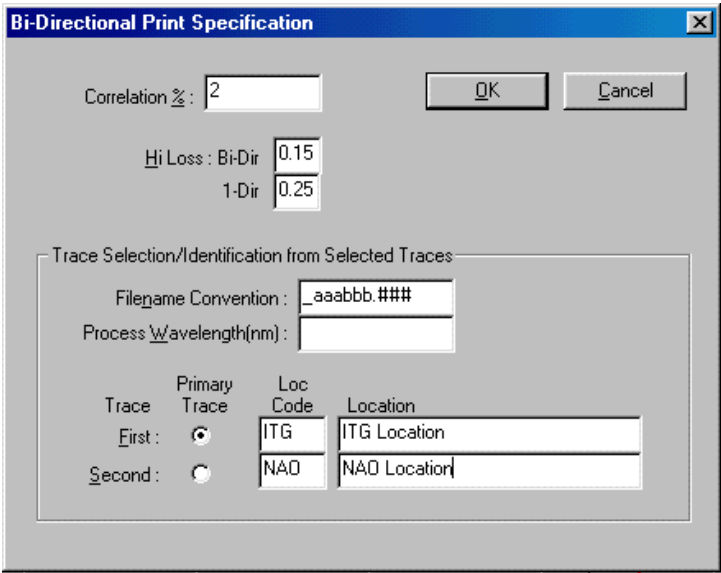 Bi-Directional Print Specification
Correlation % : 2
OK
Cancel
Hi Loss : Bi-Dir 0.15
1-Dir 0.25
Trace Selection/Identification from Selected Traces
Filename Convention : _aaabbb.###
Process Wavelength(nm) :
Primary Loc
Trace Trace Code Location
First : ITG ITG Location
Second : NAO NAO Location